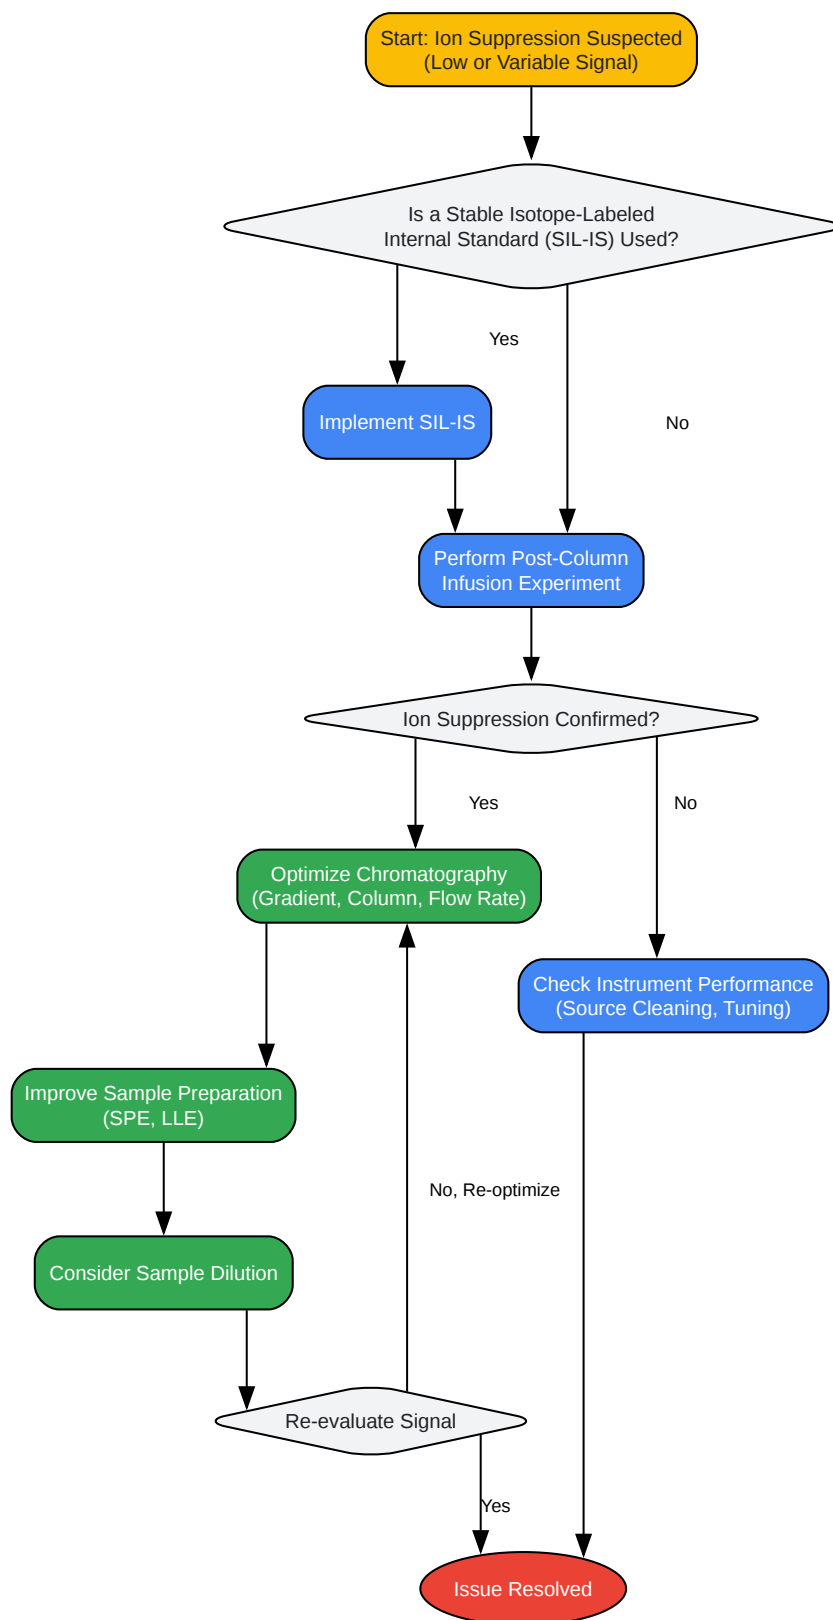 Start: Ion Suppression Suspected
(Low or Variable Signal)
Is a Stable Isotope-Labeled
Internal Standard (SIL-IS) Used?
Yes
Implement SIL-IS
No
Perform Post-Column
Infusion Experiment
Ion Suppression Confirmed?
Yes
No
Optimize Chromatography
(Gradient, Column, Flow Rate)
Check Instrument Performance
(Source Cleaning, Tuning)
Improve Sample Preparation
(SPE, LLE)
No, Re-optimize
Consider Sample Dilution
Re-evaluate Signal
Yes
Issue Resolved